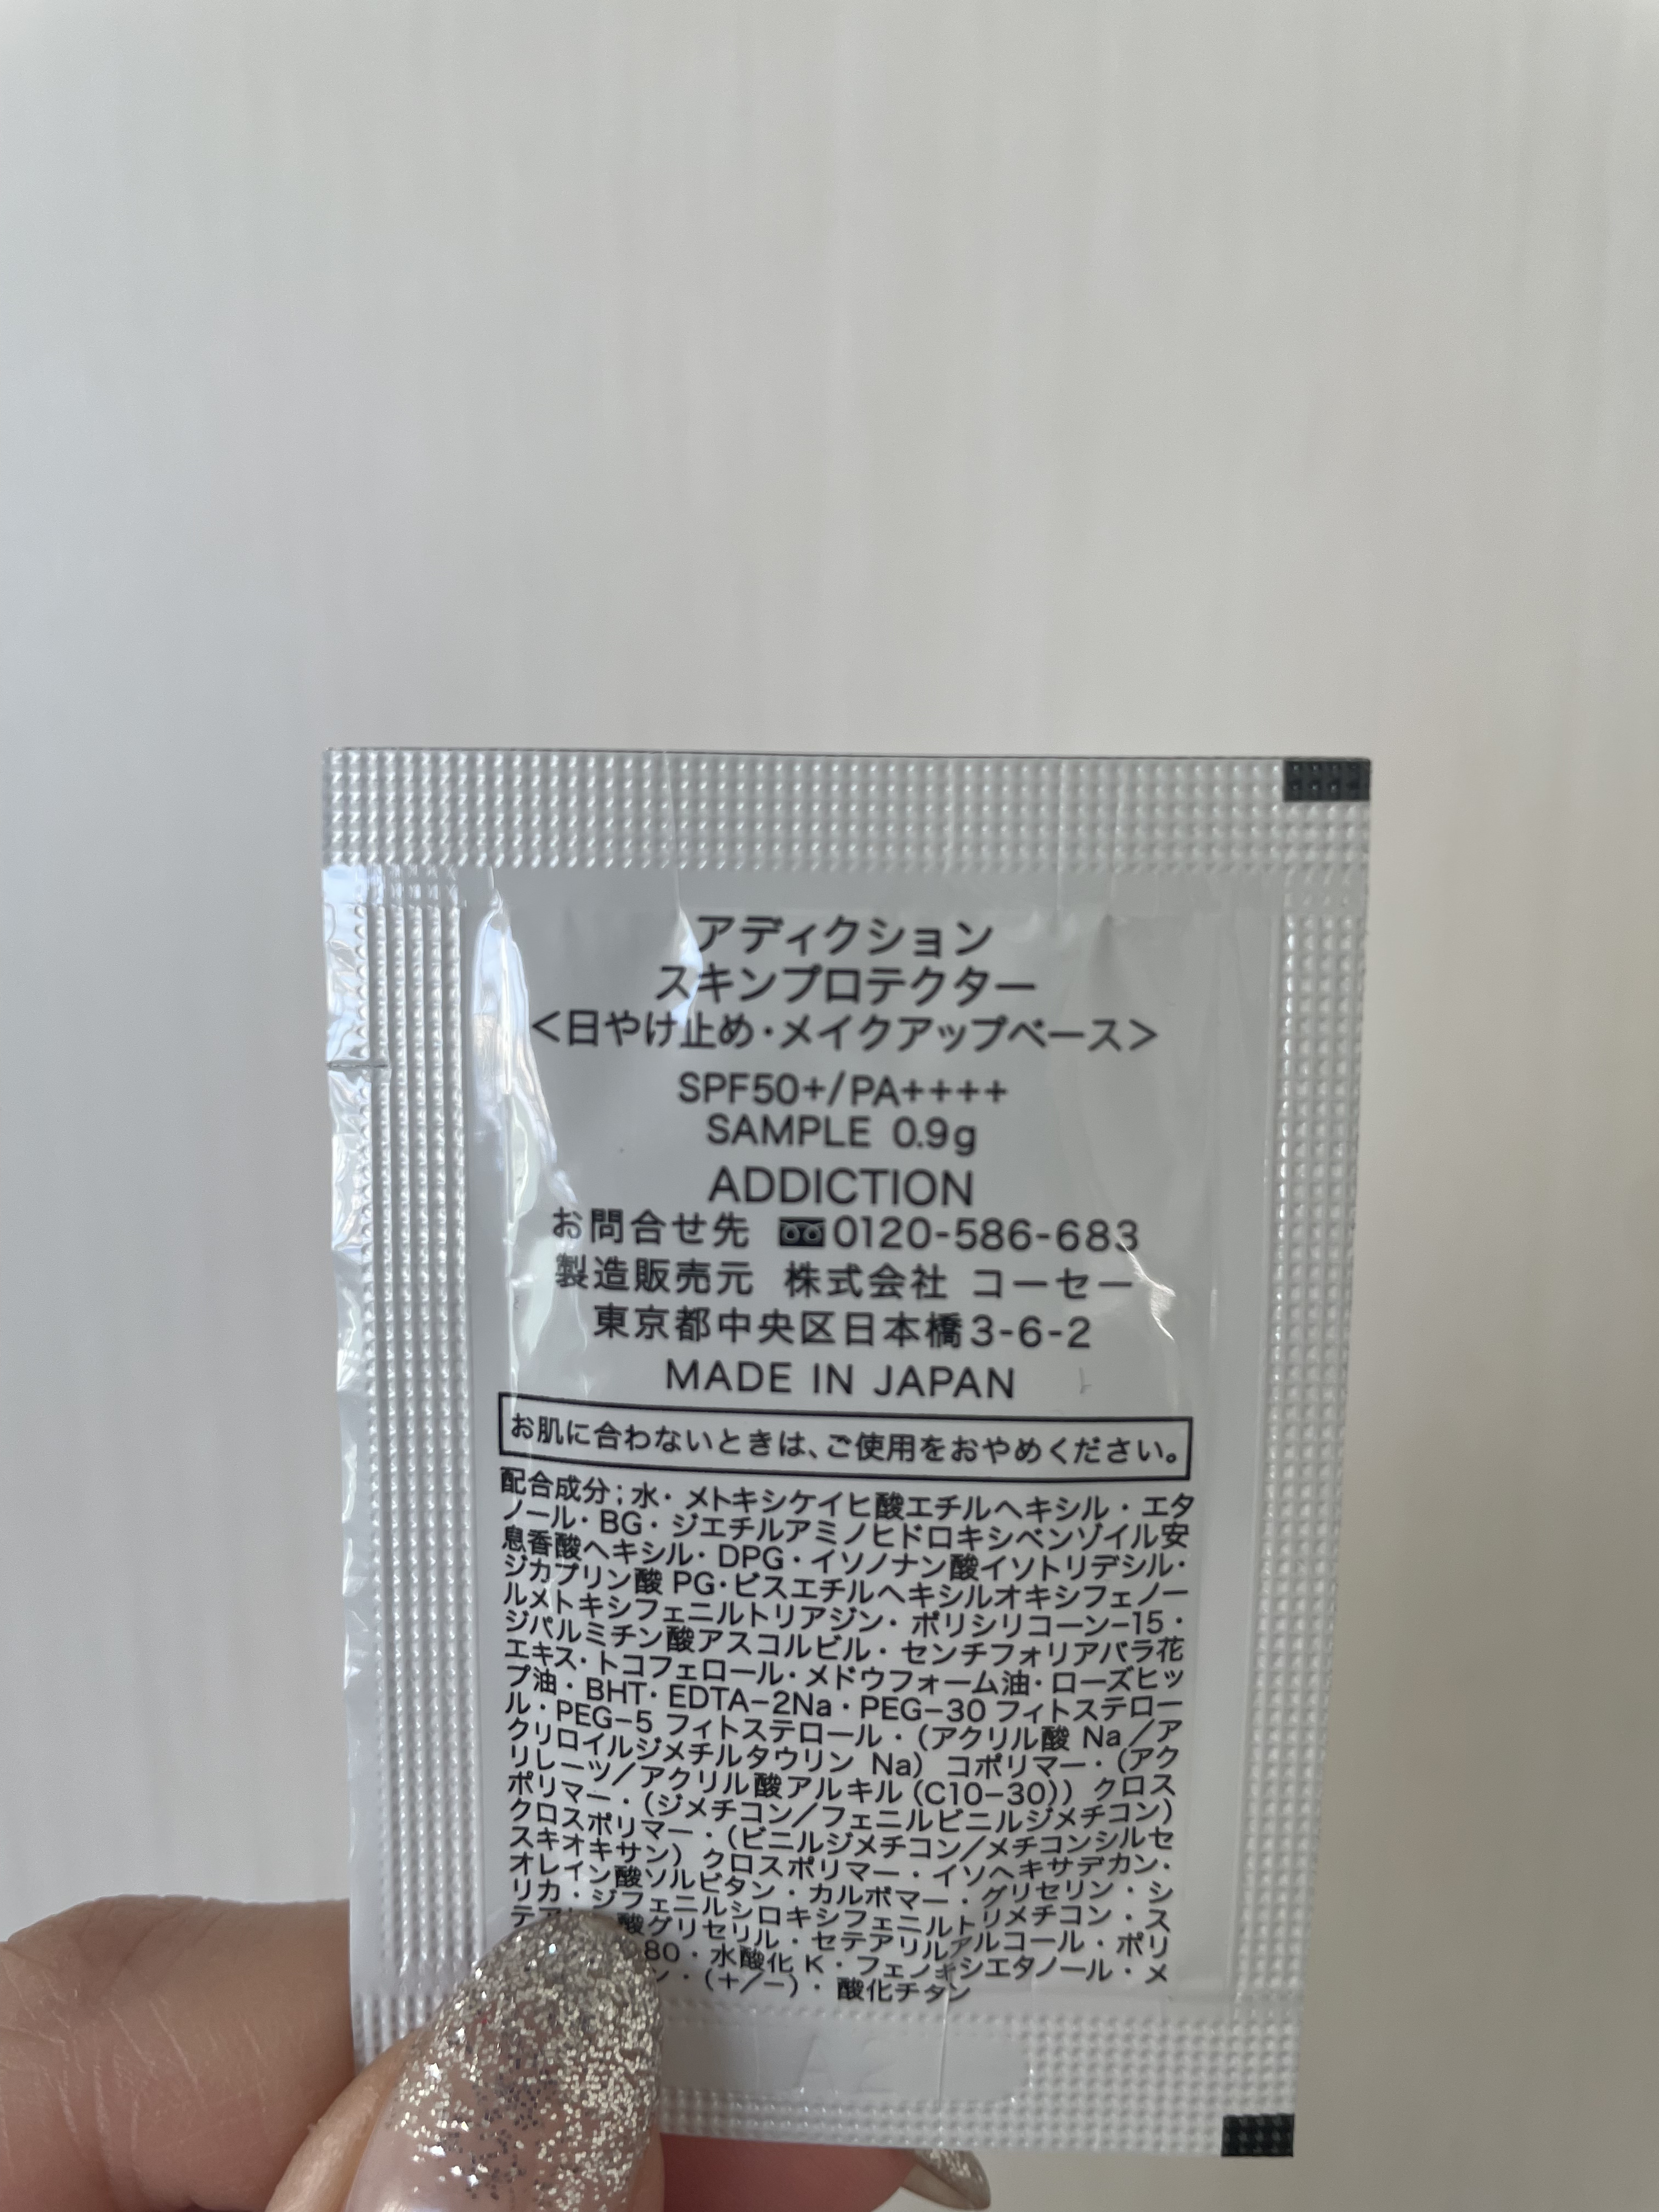 アディクション
スキンプロテクター
<日やけ止め・メイクアップベース>
SPF50+/PA++++
SAMPLE 0.9g
ADDICTION
お問合せ先 0120-586-683
製造販売元 株式会社 コーセー
東京都中央区日本橋3-6-2
MADE IN JAPAN
お肌に合わないときは、ご使用をおやめください。
配合成分;水・メトキシケイヒ酸エチルヘキシル・エタ
ノール・BG・ジエチルアミノヒドロキシベンゾイル安
息香酸ヘキシル・DPG・イソノナン酸イソトリデシル・
ジカプリン酸 PG・ビスエチルヘキシルオキシフェノー
ルメトキシフェニルトリアジン・ポリシリコーン-15・
ジパルミチン酸アスコルビル・センチフォリアバラ花
エキス・トコフェロール・メドウフォーム油・ローズヒッ
プ油・BHT・EDTA-2Na・PEG-30 フィトステロー
ル・PEG-5 フィトステロール・(アクリル酸 Na/ア
クリロイルジメチルタウリン Na) コポリマー・(アク
リレーツ/アクリル酸アルキル(C10-30)) クロス
ポリマー・(ジメチコン/フェニルビニルジメチコン)
クロスポリマー・(ビニルジメチコン/メチコンシルセ
スキオキサン) クロスポリマー・イソヘキサデカン・
オレイン酸ソルビタン・カルボマー・グリセリン・シ
リカ・ジフェニルシロキシフェニルトリメチコン・ス
テア 酸グリセリル・セテアリルアルコール・ポリ
80・水酸化 K・フェノキシエタノール・メ
ン・(+/-)・酸化チタン
A2